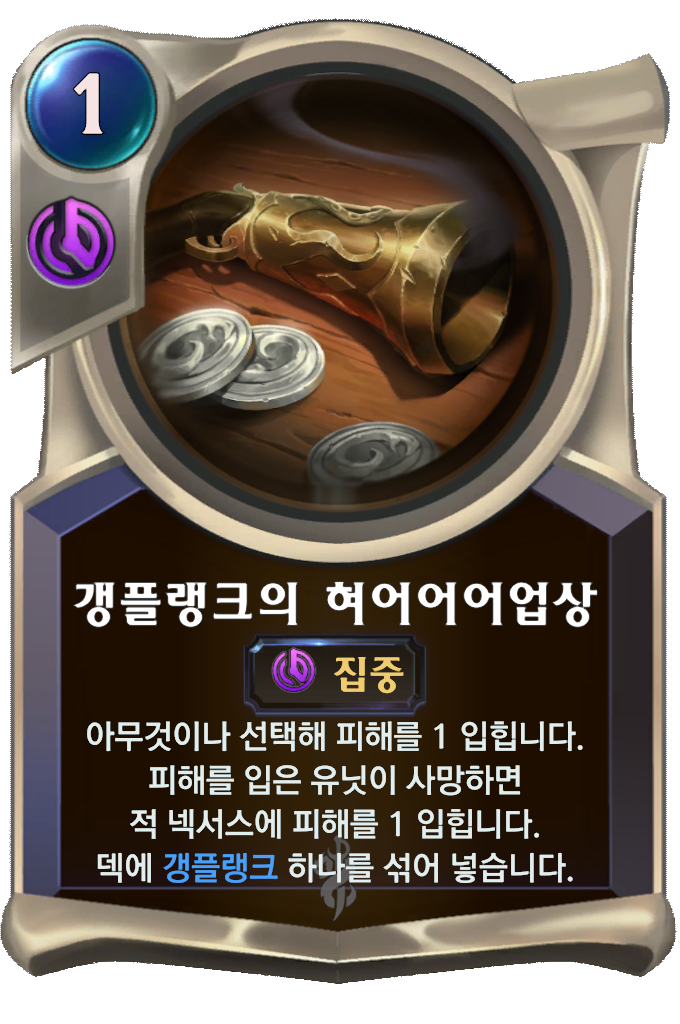 1
갱플랭크의 혀어어어업상
집중
아무것이나 선택해 피해를 1 입힙니다.
피해를 입은 유닛이 사망하면
적 넥서스에 피해를 1 입힙니다.
덱에 갱플랭크 하나를 섞어 넣습니다.